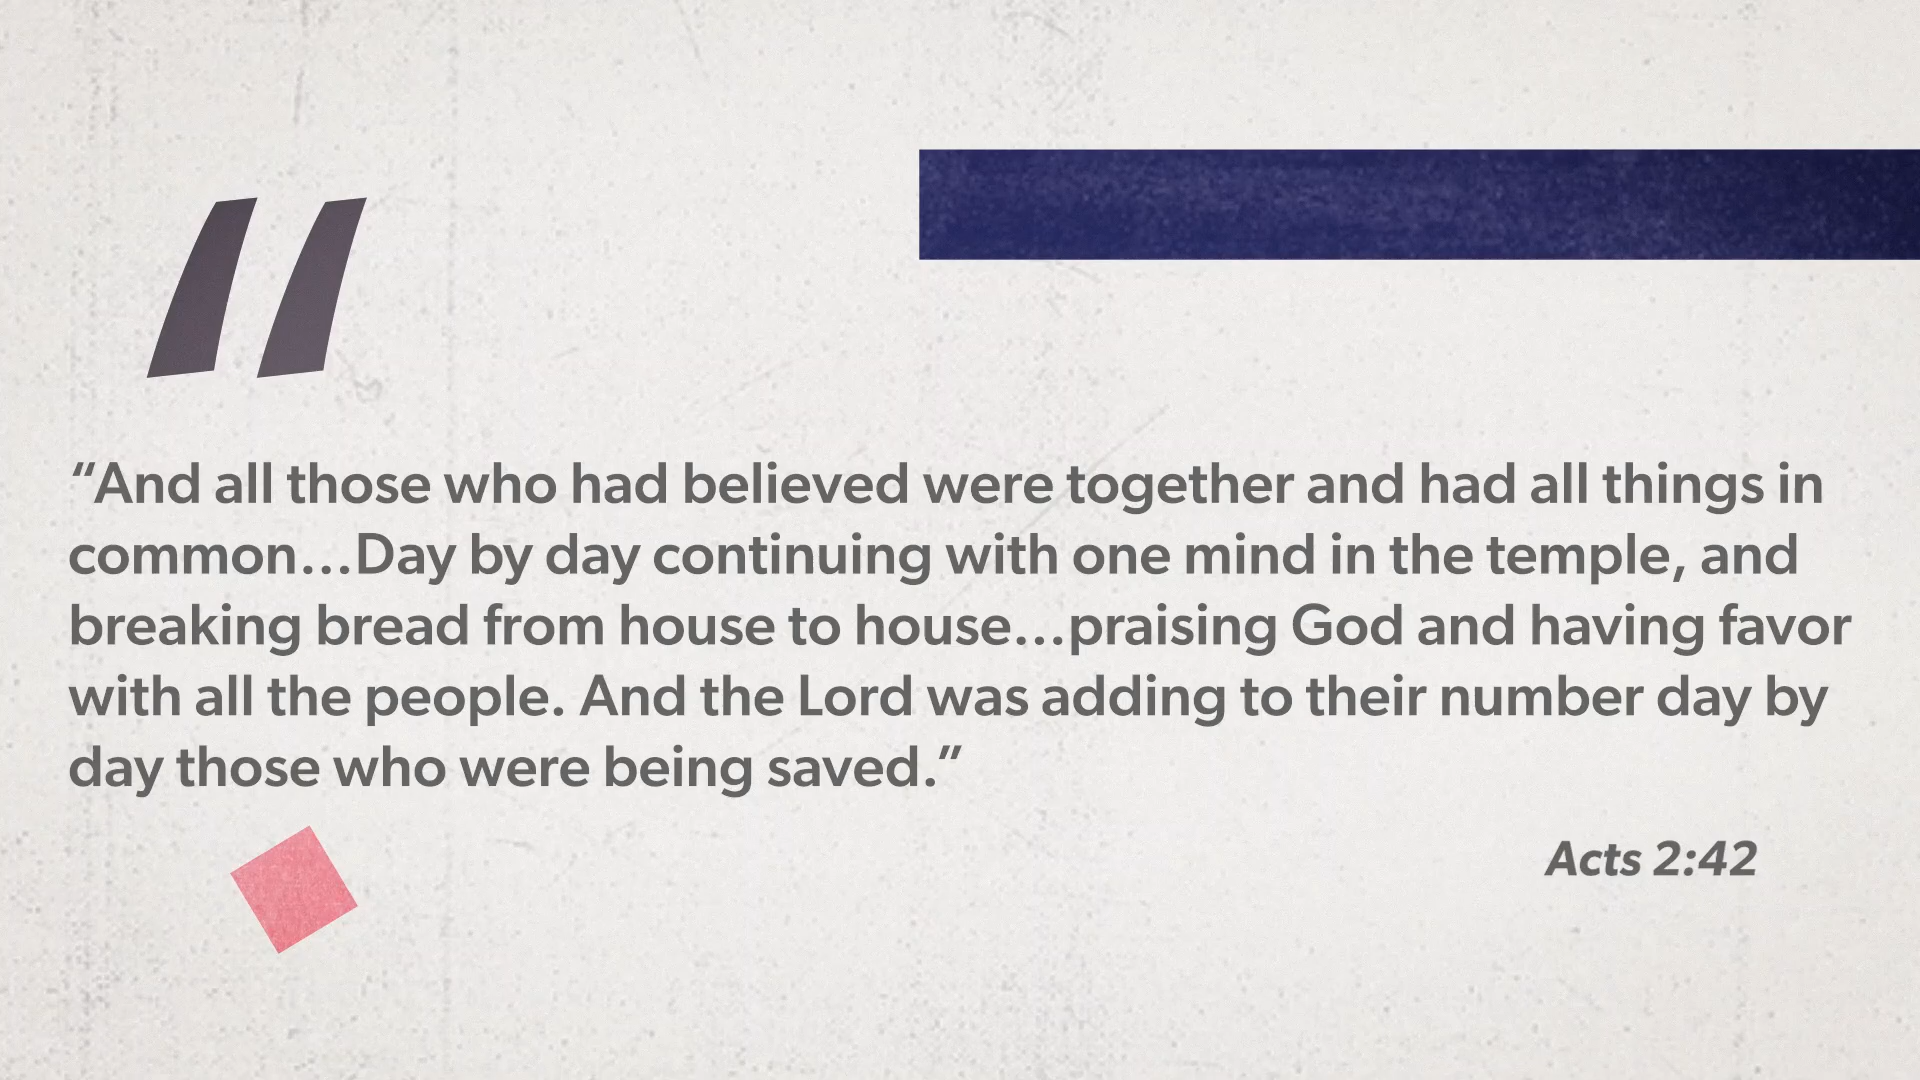 “And all those who had believed were together and had all things in
common…Day by day continuing with one mind in the temple, and
breaking bread from house to house…praising God and having favor
with all the people. And the Lord was adding to their number day by
day those who were being saved.”
Acts 2:42